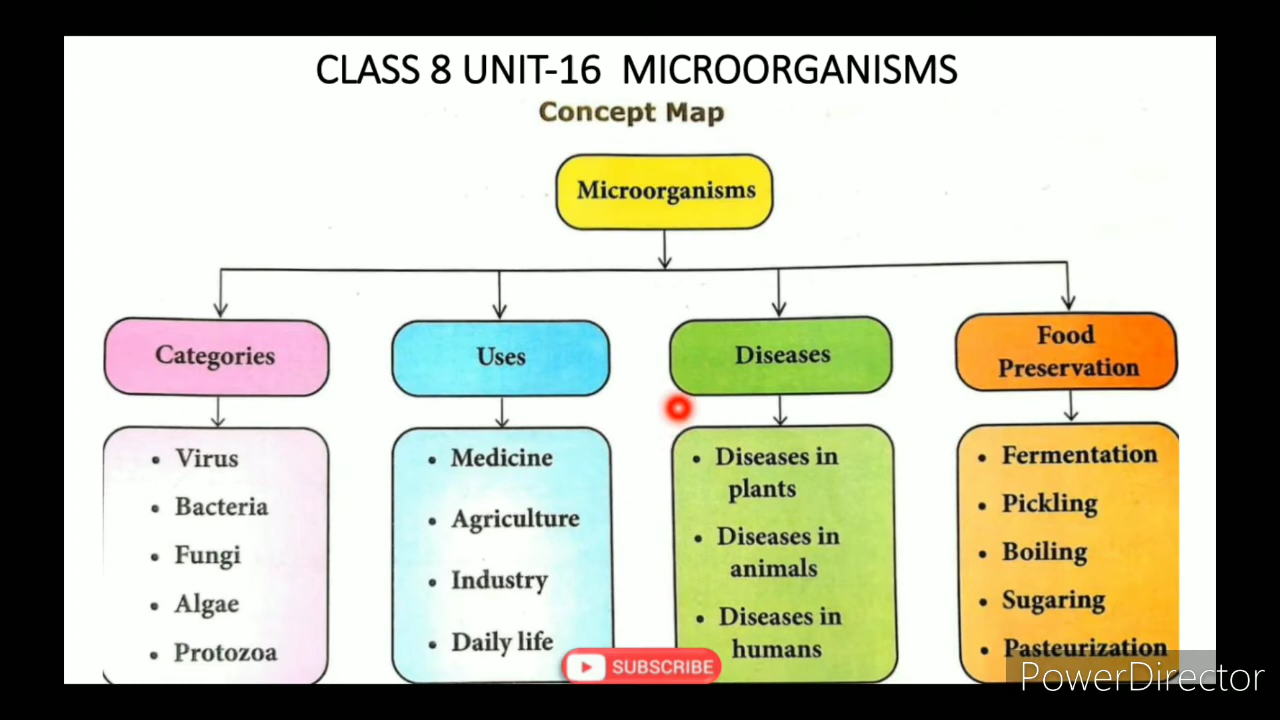 CLASS 8 UNIT-16 MICROORGANISMS
Concept Map
Microorganisms
Categories
Uses
Diseases
Food
Preservation
• Virus
• Bacteria
• Fungi
• Algae
• Protozoa
• Medicine
• Agriculture
• Industry
• Daily life
• Diseases in
plants
• Diseases in
animals
• Diseases in
humans
• Fermentation
• Pickling
• Boiling
• Sugaring
• Pasteurization
SUBSCRIBE
PowerDirector